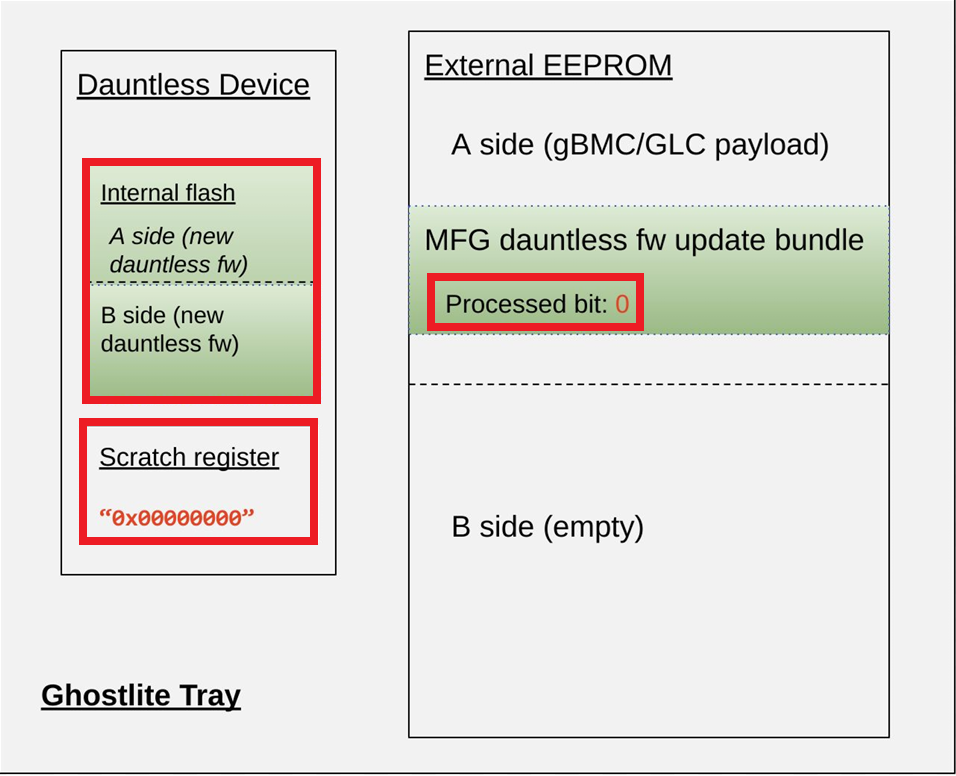 Dauntless Device
Internal flash
A side (new
dauntless fw)
B side (new
dauntless fw)
Scratch register
“0x00000000”
Ghostlite Tray
External EEPROM
A side (gBMC/GLC payload)
MFG dauntless fw update bundle
Processed bit: 0
B side (empty)